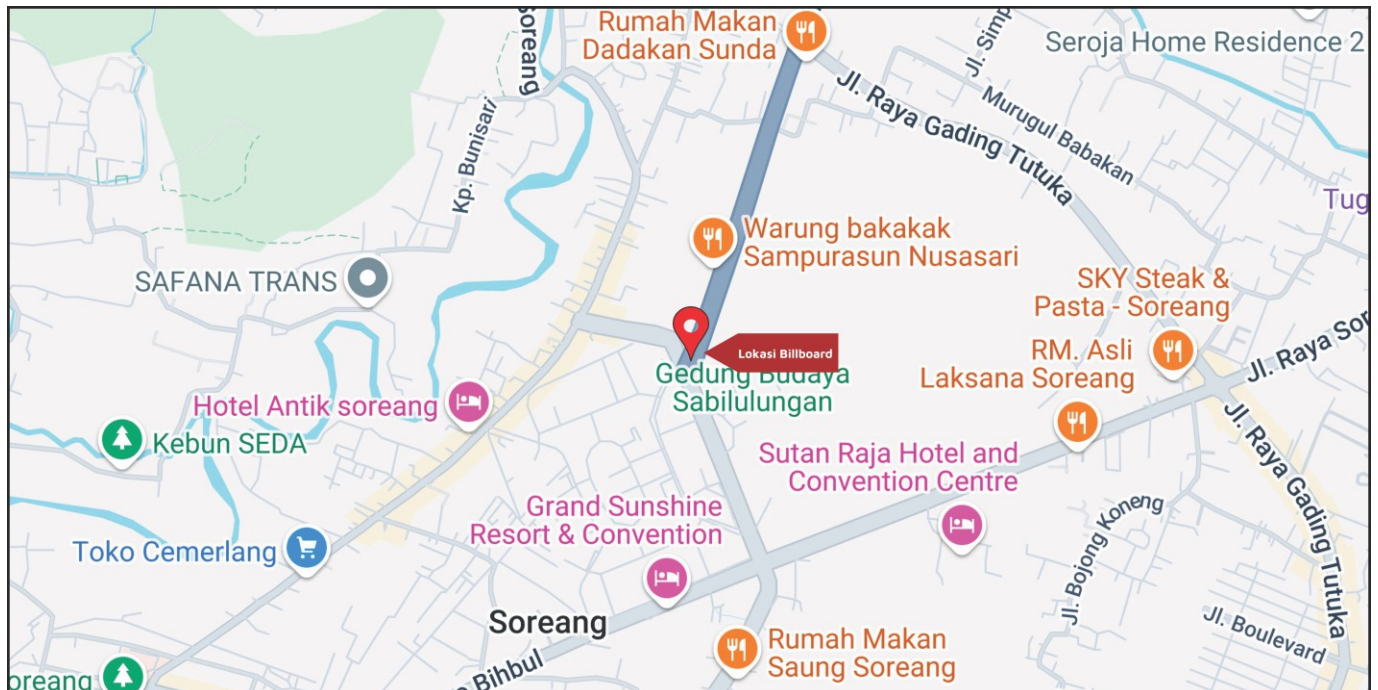 Rumah Makan
Dadakan Sunda
Soreang
Jl. Simp
Seroja Home Residence 2
Jl. Raya Gading Tutuka
Murugul Babakan
Kp. Bunisari
Tug
Warung bakakak
Sampurasun Nusasari
SAFANA TRANS
SKY Steak &
Pasta - Soreang
Jl. Raya Sor
Lokasi Billboard
RM. Asli
Laksana Soreang
Gedung Budaya
Sabilulungan
Hotel Antik soreang
Kebun SEDA
Sutan Raja Hotel and
Convention Centre
Jl. Raya Gading Tutuka
Grand Sunshine
Resort & Convention
Jl. Bojong Koneng
Toko Cemerlang
Soreang
Jl. Boulevard
Rumah Makan
Saung Soreang
o Bihbul
oreang